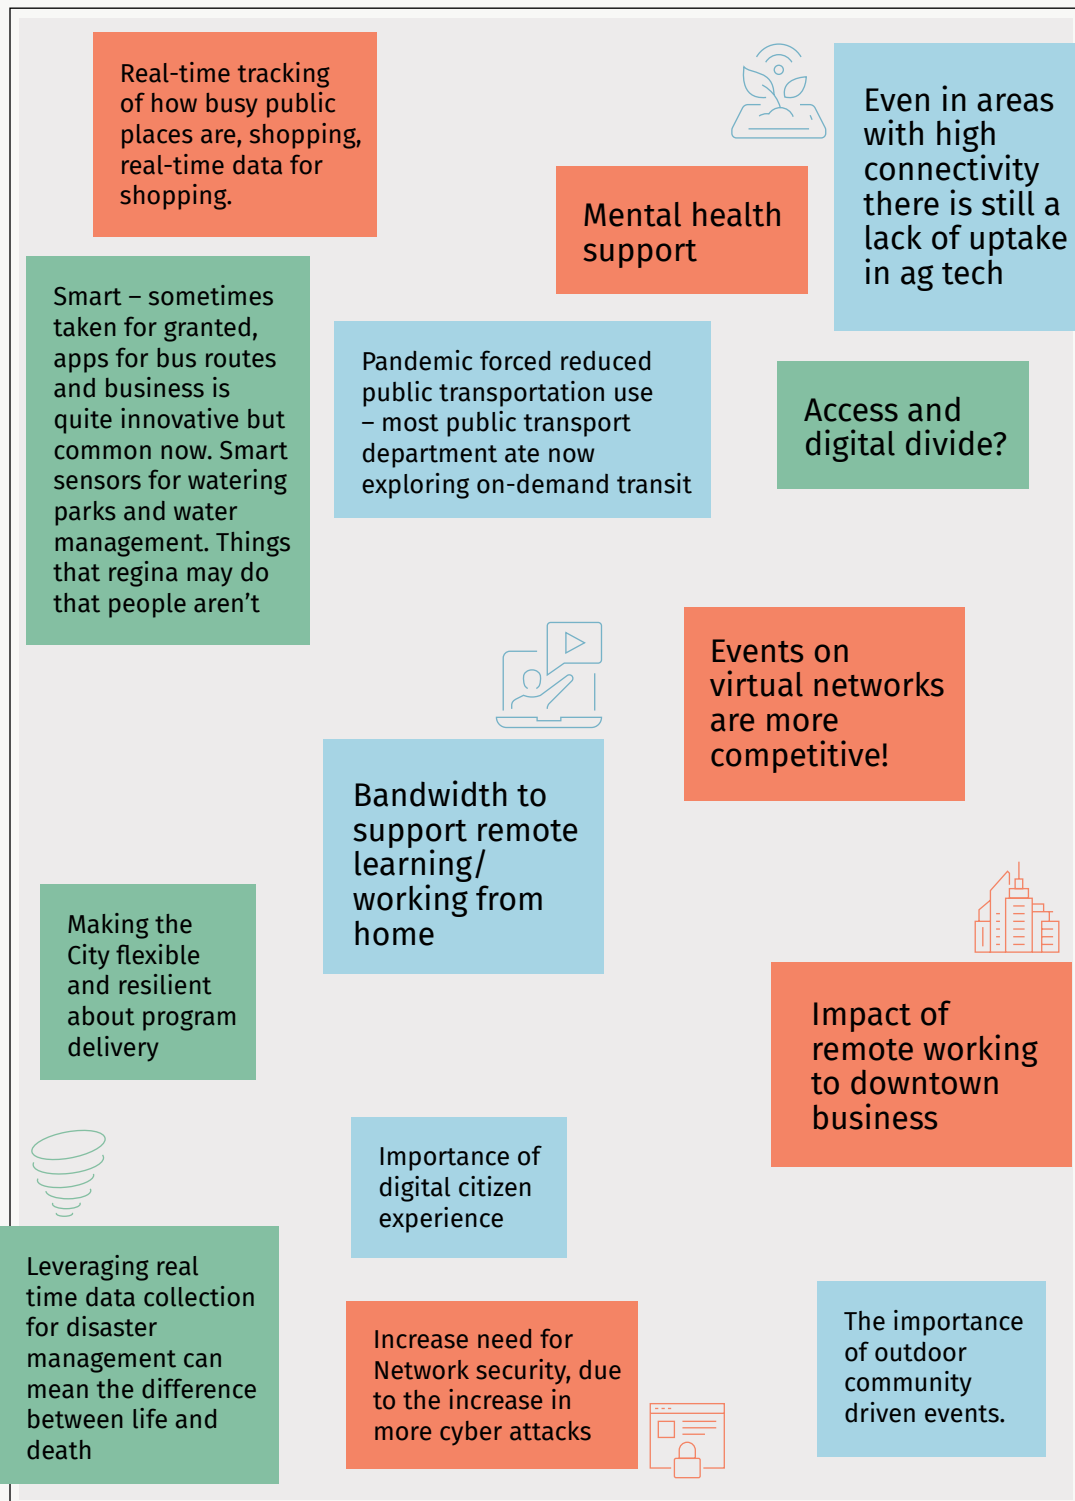 Real-time tracking
of how busy public
places are, shopping,
real-time data for
shopping.
Mental health
support
Even in areas
with high
connectivity
there is still a
lack of uptake
in ag tech
Smart – sometimes
taken for granted,
apps for bus routes
and business is
quite innovative but
common now. Smart
sensors for watering
parks and water
management. Things
that regina may do
that people aren’t
Pandemic forced reduced
public transportation use
– most public transport
department ate now
exploring on-demand transit
Access and
digital divide?
Events on
virtual networks
are more
competitive!
Bandwidth to
support remote
learning/
working from
home
Making the
City flexible
and resilient
about program
delivery
Impact of
remote working
to downtown
business
Importance of
digital citizen
experience
Leveraging real
time data collection
for disaster
management can
mean the difference
between life and
death
Increase need for
Network security, due
to the increase in
more cyber attacks
The importance
of outdoor
community
driven events.